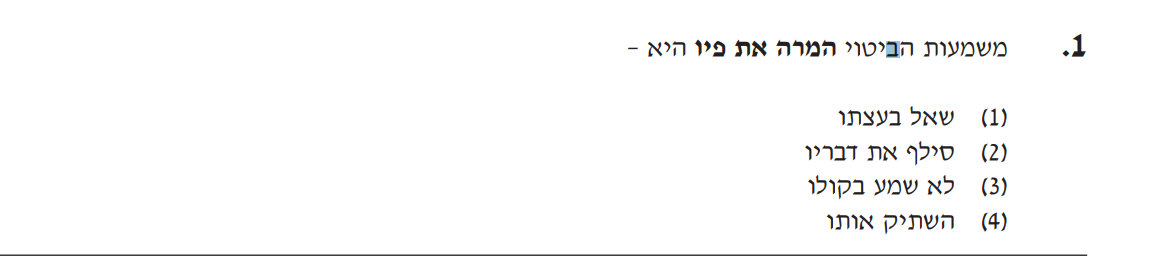 1. משמעות הביטוי המרה את פיו היא –
(1) שאל בעצתו
(2) סילף את דבריו
(3) לא שמע בקולו
(4) השתיק אותו